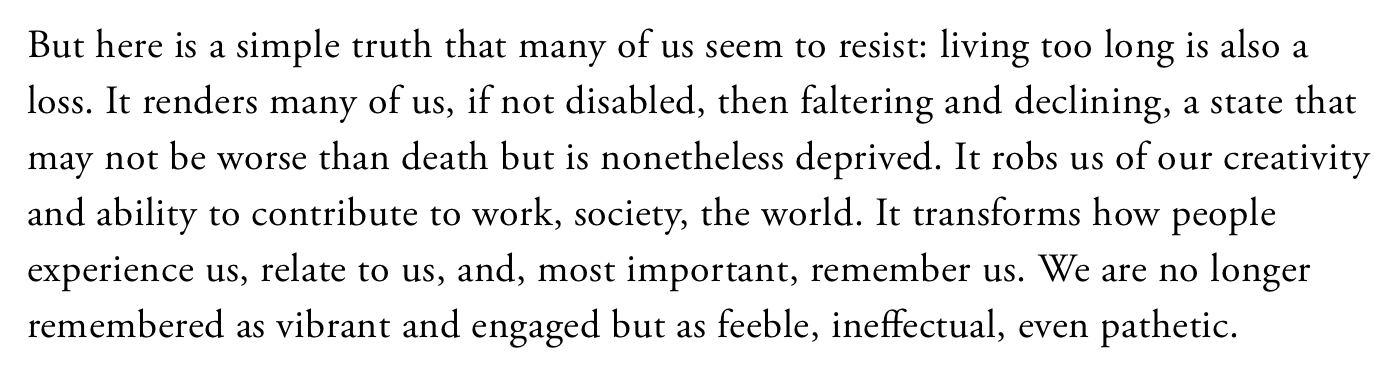 But here is a simple truth that many of us seem to resist: living too long is also a
loss. It renders many of us, if not disabled, then faltering and declining, a state that
may not be worse than death but is nonetheless deprived. It robs us of our creativity
and ability to contribute to work, society, the world. It transforms how people
experience us, relate to us, and, most important, remember us. We are no longer
remembered as vibrant and engaged but as feeble, ineffectual, even pathetic.